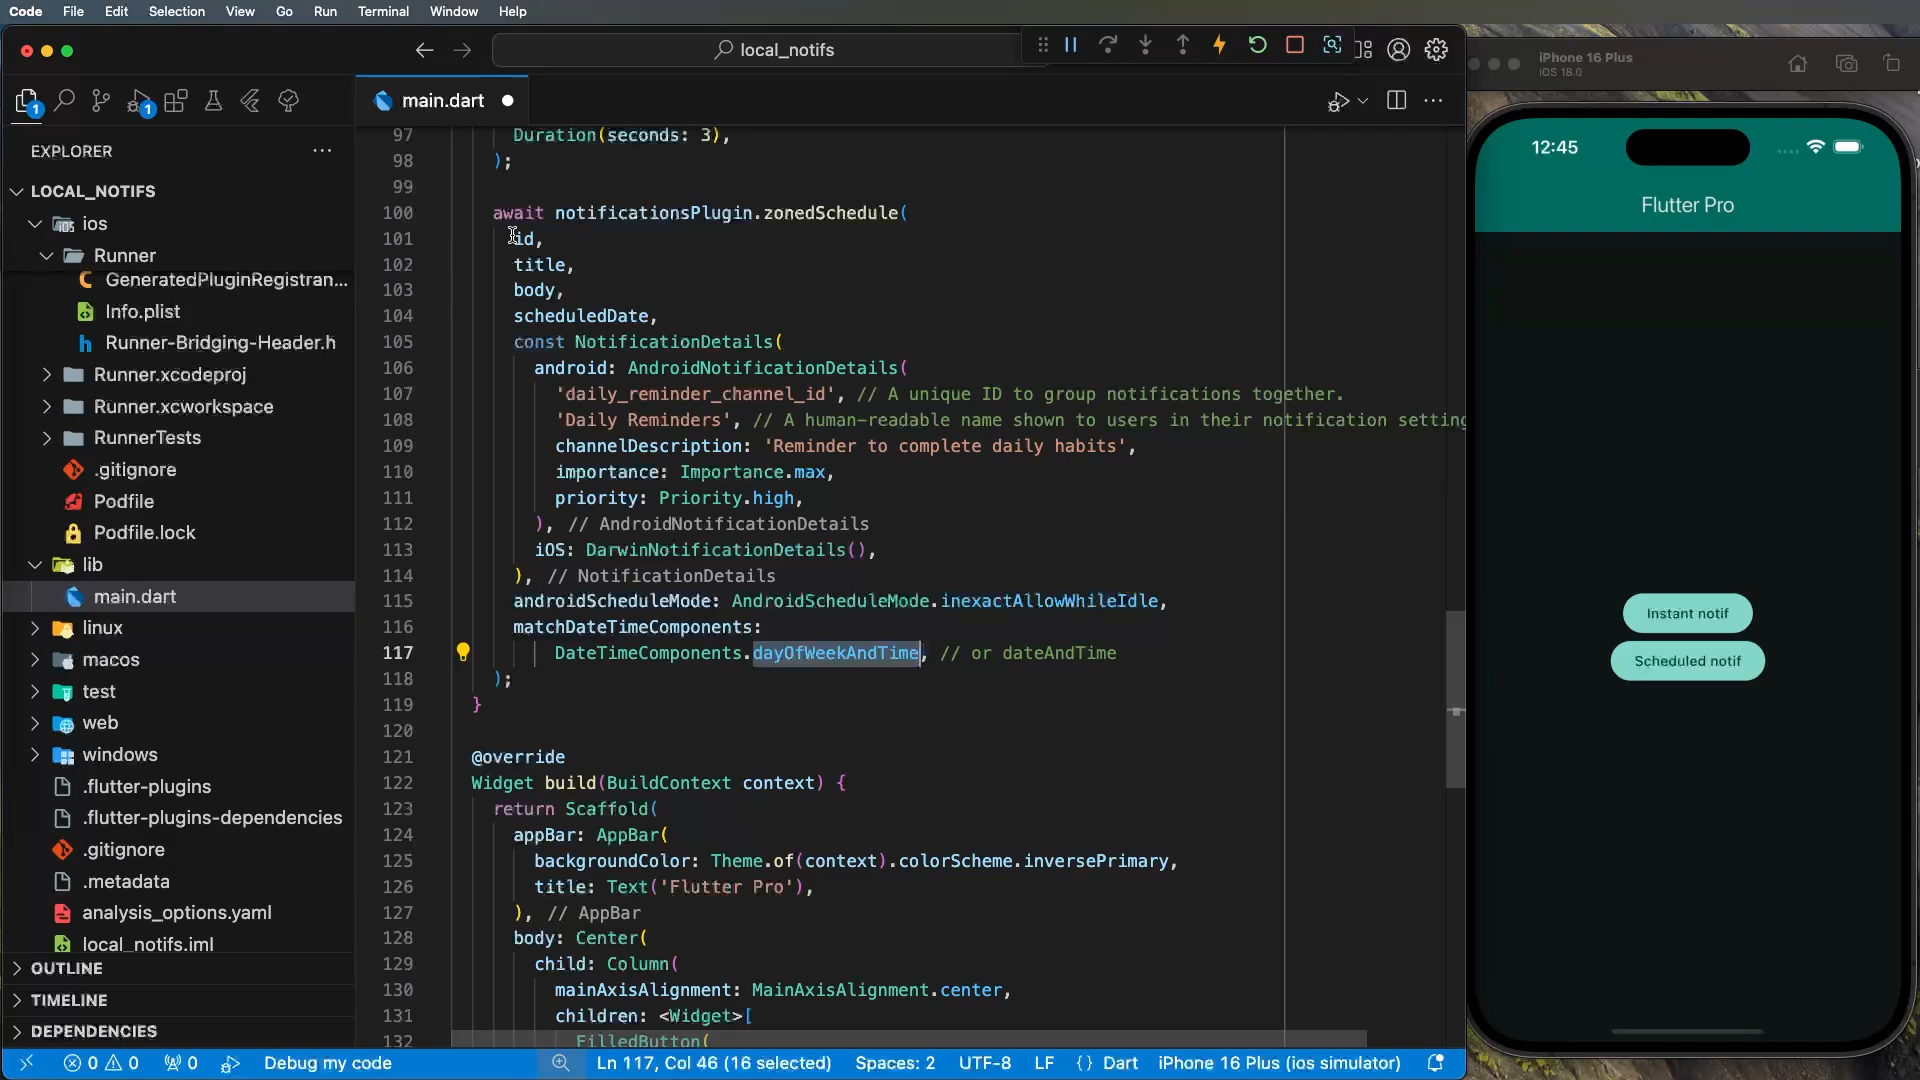 Code File Edit Selection View Go Run Terminal Window Help
local_notifs
iPhone 16 Plus
iOS 18.0
1
1
main.dart
EXPLORER
LOCAL_NOTIFS
ios
Runner
GeneratedPluginRegistran...
Info.plist
Runner-Bridging-Header.h
Runner.xcodeproj
Runner.xcworkspace
RunnerTests
.gitignore
Podfile
Podfile.lock
lib
main.dart
linux
macos
test
web
windows
.flutter-plugins
.flutter-plugins-dependencies
.gitignore
.metadata
analysis_options.yaml
local_notifs.iml
OUTLINE
TIMELINE
DEPENDENCIES
97 Duration(seconds: 3),
98 );
99
100 await notificationsPlugin.zonedSchedule(
101 id,
102 title,
103 body,
104 scheduledDate,
105 const NotificationDetails(
106 android: AndroidNotificationDetails(
107 'daily_reminder_channel_id', // A unique ID to group notifications together.
108 'Daily Reminders', // A human-readable name shown to users in their notification setting
109 channelDescription: 'Reminder to complete daily habits',
110 importance: Importance.max,
111 priority: Priority.high,
112 ), // AndroidNotificationDetails
113 iOS: DarwinNotificationDetails(),
114 ), // NotificationDetails
115 androidScheduleMode: AndroidScheduleMode.inexactAllowWhileIdle,
116 matchDateTimeComponents:
117 DateTimeComponents.dayOfWeekAndTime, // or dateAndTime
118 );
119 }
120
121 @override
122 Widget build(BuildContext context) {
123 return Scaffold(
124 appBar: AppBar(
125 backgroundColor: Theme.of(context).colorScheme.inversePrimary,
126 title: Text('Flutter Pro'),
127 ), // AppBar
128 body: Center(
129 child: Column(
130 mainAxisAlignment: MainAxisAlignment.center,
131 children: <Widget>[
132 FilledButton(
12:45
Flutter Pro
Instant notif
Scheduled notif
0 0 0 Debug my code Ln 117, Col 46 (16 selected) Spaces: 2 UTF-8 LF {} Dart iPhone 16 Plus (ios simulator)